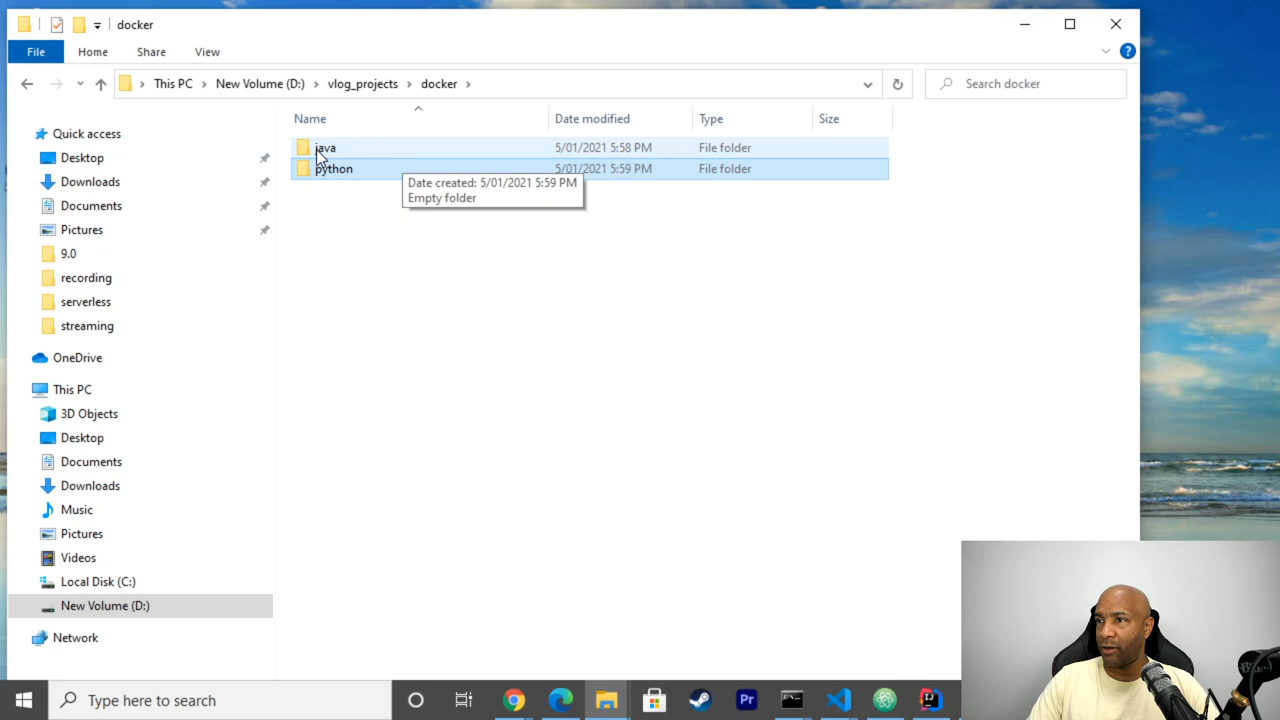 docker
File Home Share View
This PC New Volume (D:) vlog_projects docker
Search docker
Name Date modified Type Size
java 5/01/2021 5:58 PM File folder
python 5/01/2021 5:59 PM File folder
Date created: 5/01/2021 5:59 PM
Empty folder
Quick access
Desktop
Downloads
Documents
Pictures
9.0
recording
serverless
streaming
OneDrive
This PC
3D Objects
Desktop
Documents
Downloads
Music
Pictures
Videos
Local Disk (C:)
New Volume (D:)
Network
Type here to search
Pr